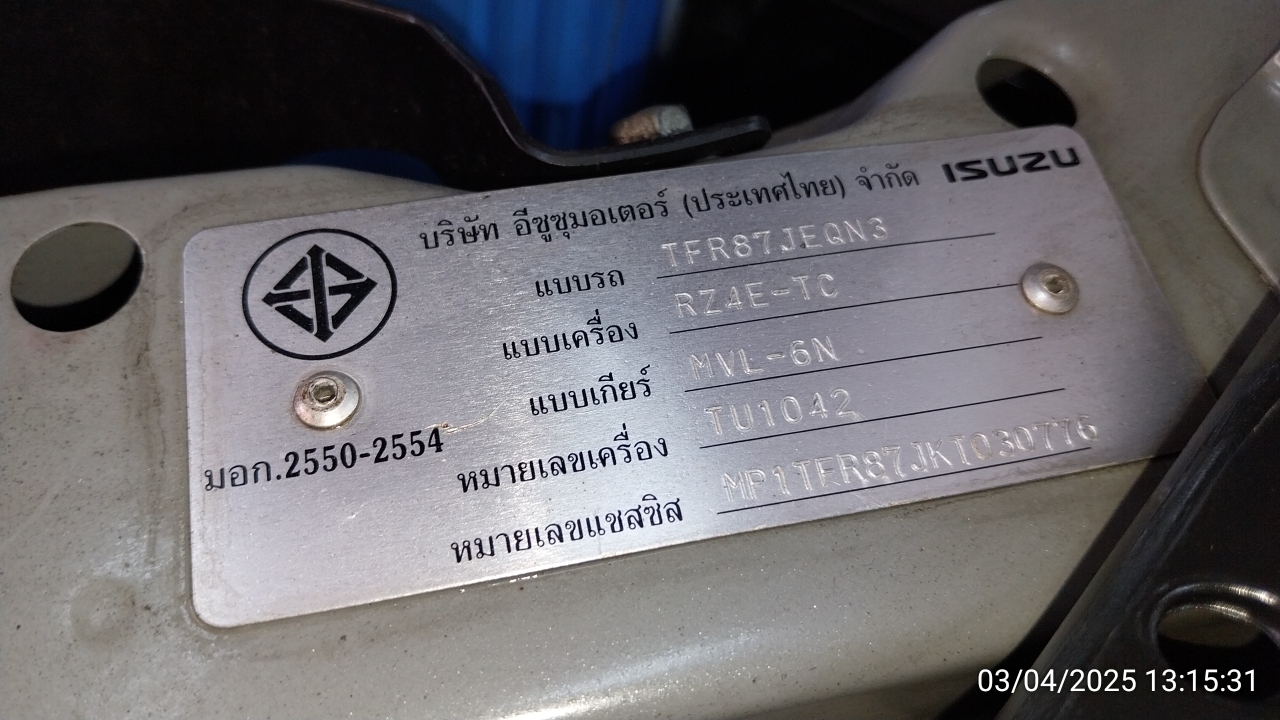 บริษัท อีซูซุมอเตอร์ (ประเทศไทย) จำกัด ISUZU
แบบรถ TFR87JEQN3
แบบเครื่อง RZ4E-TC
แบบเกียร์ MVL-6N
หมายเลขเครื่อง TU1042
หมายเลขแชสซิส MP1TFR87JKT030776
มอก.2550-2554
03/04/2025 13:15:31